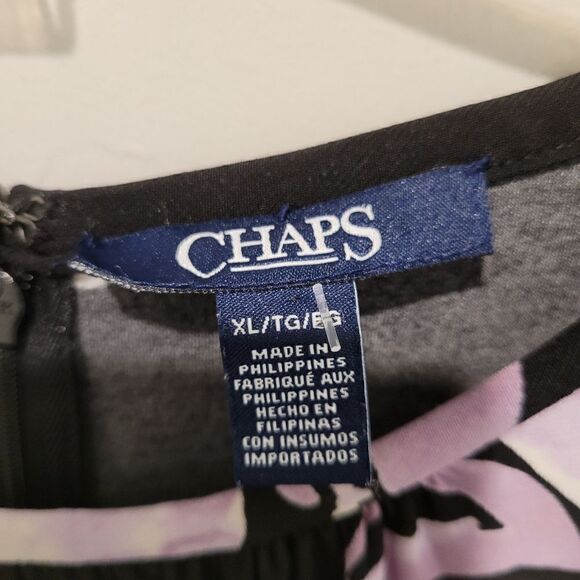 CHAPS
XL/TG/EG
MADE IN
PHILIPPINES
FABRIQUÉ AUX
PHILIPPINES
HECHO EN
FILIPINAS
CON INSUMOS
IMPORTADOS